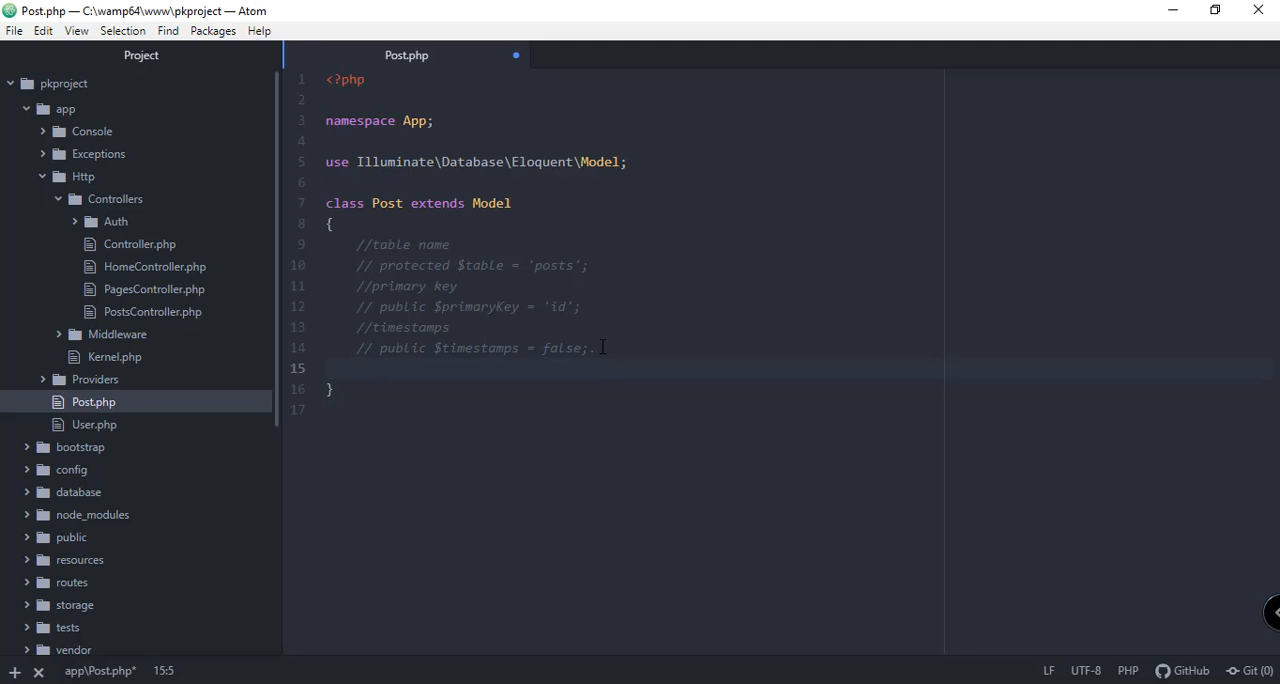 Post.php — C:\wamp64\www\pkproject — Atom
File Edit View Selection Find Packages Help
Project
pkproject
app
Console
Exceptions
Http
Controllers
Auth
Controller.php
HomeController.php
PagesController.php
PostsController.php
Middleware
Kernel.php
Providers
Post.php
User.php
bootstrap
config
database
node_modules
public
resources
routes
storage
tests
vendor
Post.php
1 <?php
2
3 namespace App;
4
5 use Illuminate\Database\Eloquent\Model;
6
7 class Post extends Model
8 {
9 //table name
10 // protected $table = 'posts';
11 //primary key
12 // public $primaryKey = 'id';
13 //timestamps
14 // public $timestamps = false;.
15
16 }
17
app\Post.php* 15:5 LF UTF-8 PHP GitHub Git (0)